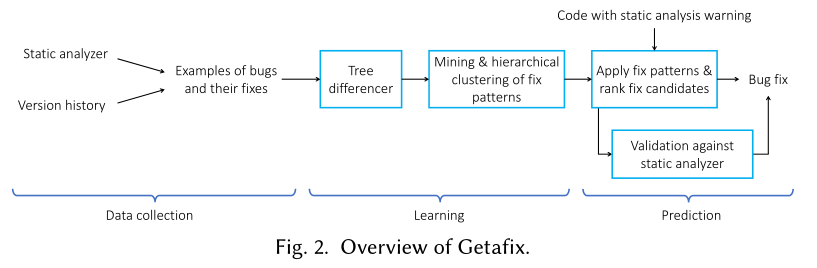 Code with static analysis warning
Static analyzer
Version history
Examples of bugs
and their fixes
Tree
differencer
Mining & hierarchical
clustering of fix
patterns
Apply fix patterns &
rank fix candidates
Bug fix
Validation against
static analyzer
Data collection
Learning
Prediction
Fig. 2. Overview of Getafix.